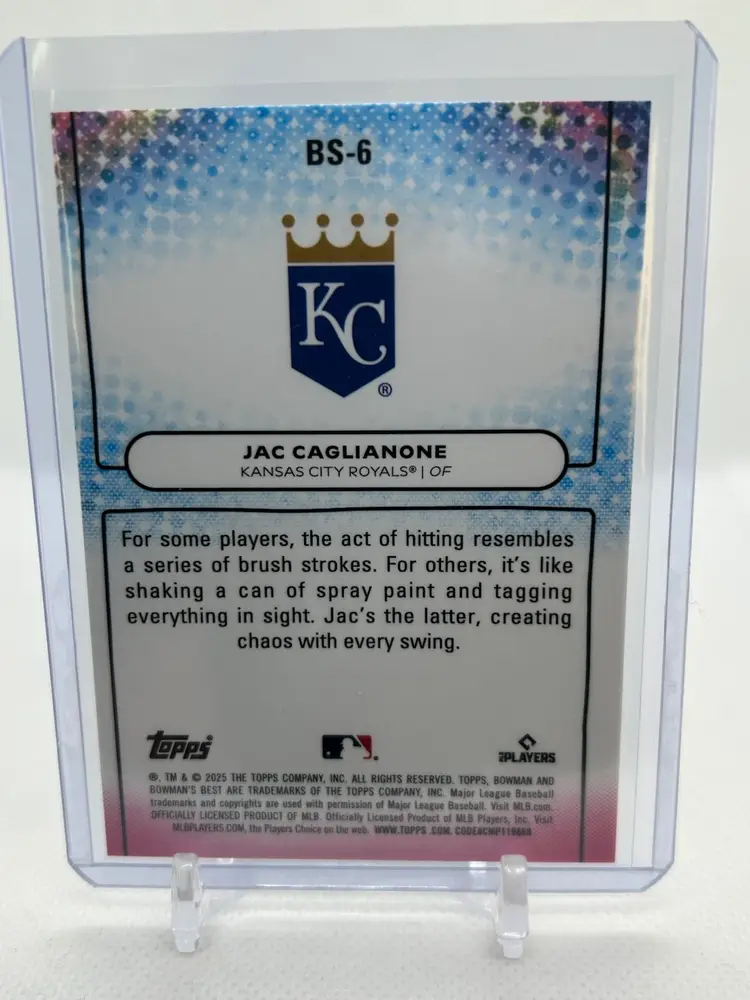 BS-6
KC
®
JAC CAGLIANONE
KANSAS CITY ROYALS® | OF
For some players, the act of hitting resembles
a series of brush strokes. For others, it's like
shaking a can of spray paint and tagging
everything in sight. Jac's the latter, creating
chaos with every swing.
topps
PLAYERS
®, TM & © 2025 THE TOPPS COMPANY, INC. ALL RIGHTS RESERVED. TOPPS, BOWMAN AND
BOWMAN'S BEST ARE TRADEMARKS OF THE TOPPS COMPANY, INC. Major League Baseball
trademarks and copyrights are used with permission of Major League Baseball. Visit MLB.com.
OFFICIALLY LICENSED PRODUCT OF MLB. Officially Licensed Product of MLB Players, Inc. Visit
MLBPLAYERS.COM, the Players Choice on the web. WWW.TOPPS.COM.